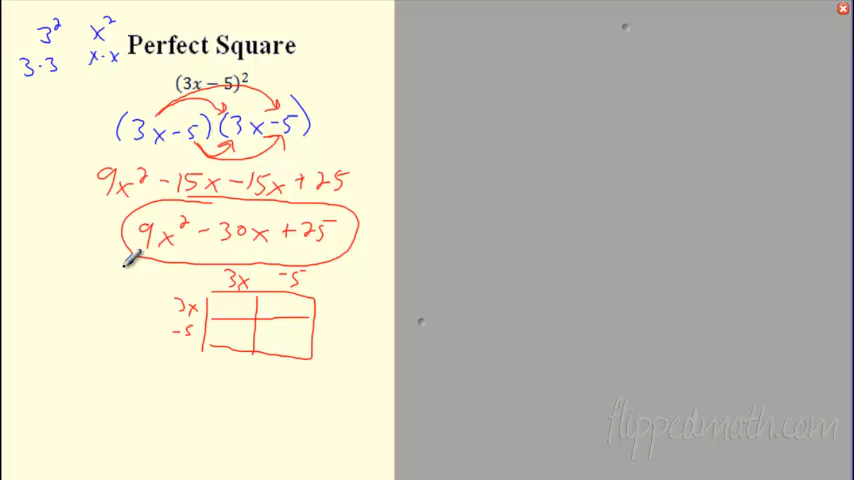 3² x²
3·3 x·x
Perfect Square
(3x – 5)²
(3x-5)(3x-5)
9x² - 15x - 15x + 25
9x² - 30x + 25
3x -5
3x
-5
flippedmath.com